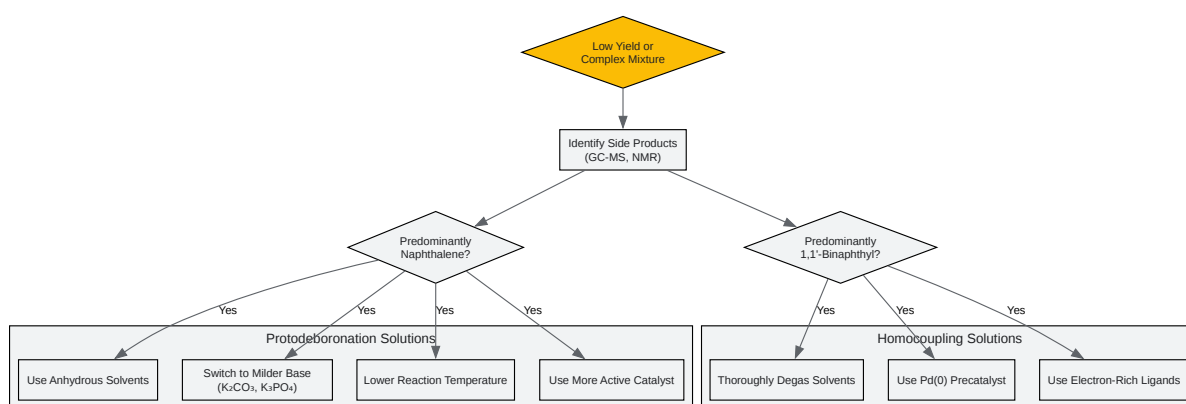 Low Yield or
Complex Mixture
Identify Side Products
(GC-MS, NMR)
Predominantly
Naphthalene?
Predominantly
1,1'-Binaphthyl?
Yes
Yes
Yes
Yes
Yes
Yes
Yes
Protodeboronation Solutions
Homocoupling Solutions
Use Anhydrous Solvents
Switch to Milder Base
(K₂CO₃, K₃PO₄)
Lower Reaction Temperature
Use More Active Catalyst
Thoroughly Degas Solvents
Use Pd(0) Precatalyst
Use Electron-Rich Ligands